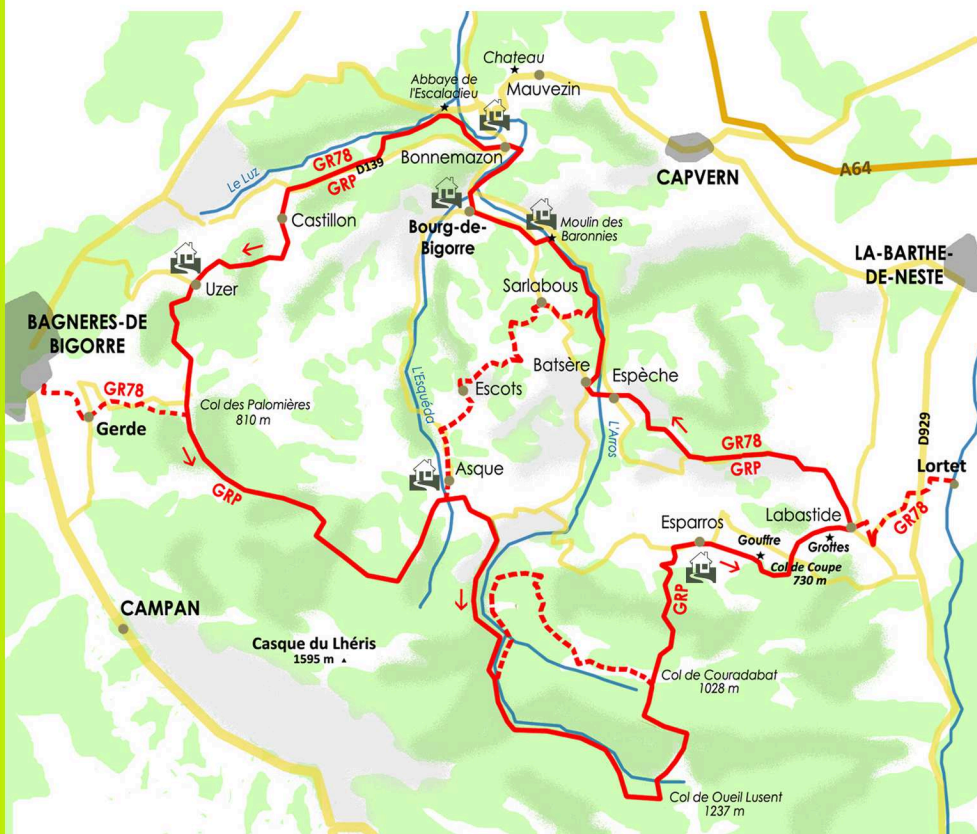 Chateau
Mauvezin
Abbaye de
l'Escaladieu
Bonnemazon
GR78
D139
GRP
Le Luz
CAPVERN
A64
Castillon
Bourg-de-
Bigorre
Moulin des
Baronnies
LA-BARTHE-
DE-NESTE
Uzer
Sarlabous
BAGNERES-DE
BIGORRE
Batsère
Espèche
Escots
L'Esquéda
GR78
Gerde
Col des Palomières
810 m
L'Arros
D929
GR78
GRP
Lortet
Asque
GRP
GR78
Labastide
Esparros
Gouffre
Grottes
Col de Coupe
730 m
GRP
CAMPAN
Casque du Lhéris
1595 m
Col de Couradabat
1028 m
Col de Oueil Lusent
1237 m